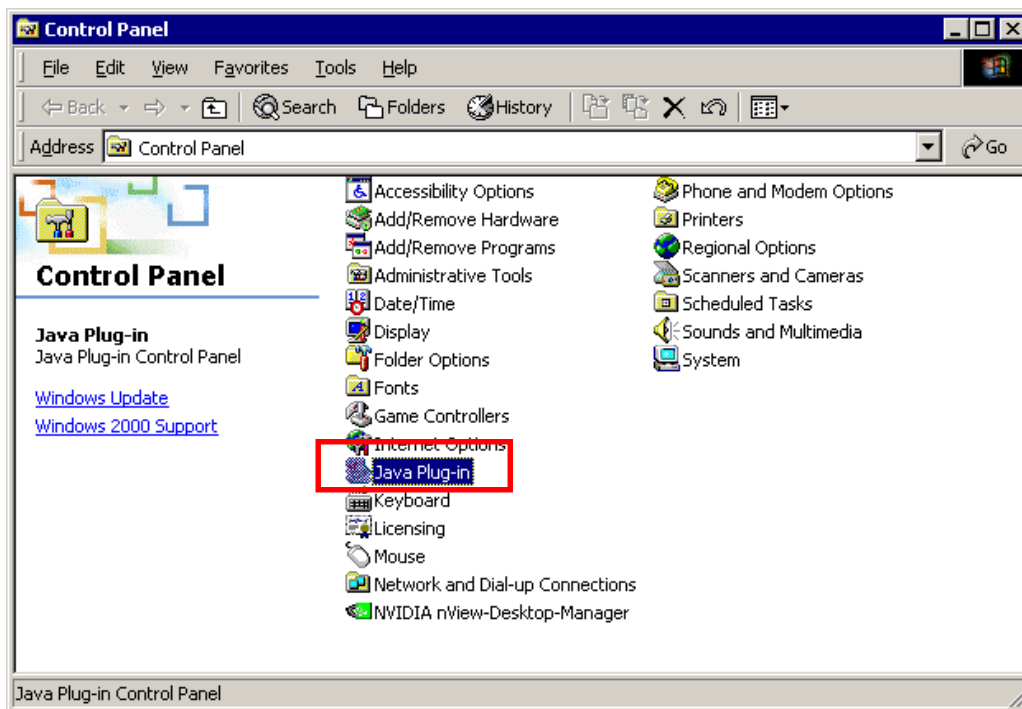 Control Panel
File Edit View Favorites Tools Help
Back Search Folders History
Address Control Panel Go
Control Panel
Java Plug-in
Java Plug-in Control Panel
Windows Update
Windows 2000 Support
Accessibility Options
Add/Remove Hardware
Add/Remove Programs
Administrative Tools
Date/Time
Display
Folder Options
Fonts
Game Controllers
Internet Options
Java Plug-in
Keyboard
Licensing
Mouse
Network and Dial-up Connections
NVIDIA nView-Desktop-Manager
Phone and Modem Options
Printers
Regional Options
Scanners and Cameras
Scheduled Tasks
Sounds and Multimedia
System
Java Plug-in Control Panel